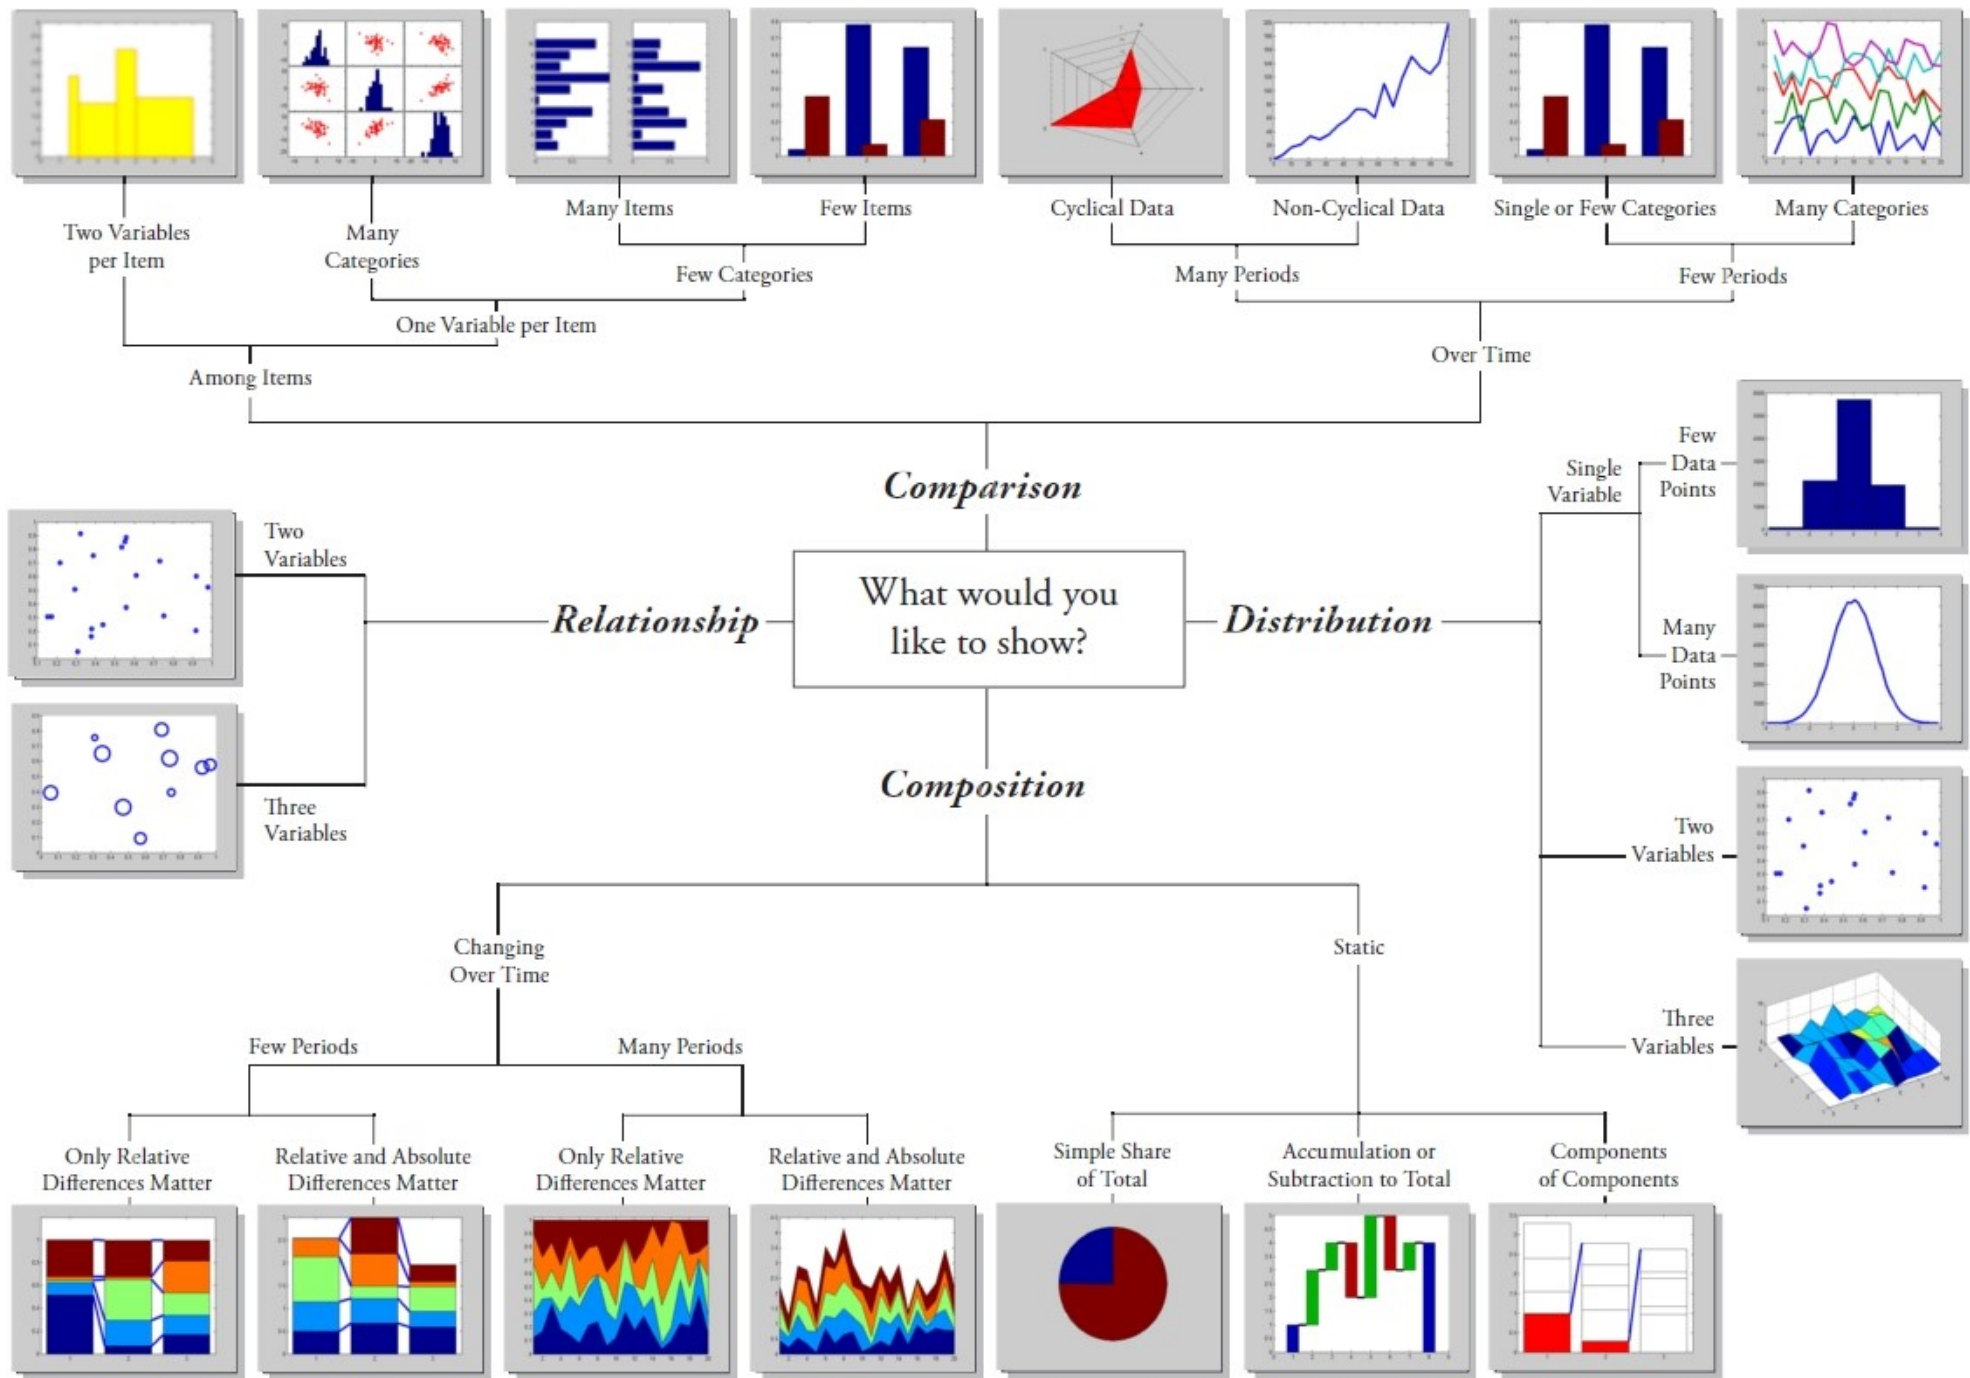 Two Variables
per Item
Many
Categories
Many Items
Few Items
Cyclical Data
Non-Cyclical Data
Single or Few Categories
Many Categories
Few Categories
Many Periods
Few Periods
One Variable per Item
Among Items
Over Time
Comparison
Few
Data
Points
Single
Variable
Two
Variables
What would you
like to show?
Relationship
Distribution
Many
Data
Points
Three
Variables
Composition
Two
Variables
Changing
Over Time
Static
Three
Variables
Few Periods
Many Periods
Only Relative
Differences Matter
Relative and Absolute
Differences Matter
Only Relative
Differences Matter
Relative and Absolute
Differences Matter
Simple Share
of Total
Accumulation or
Subtraction to Total
Components
of Components